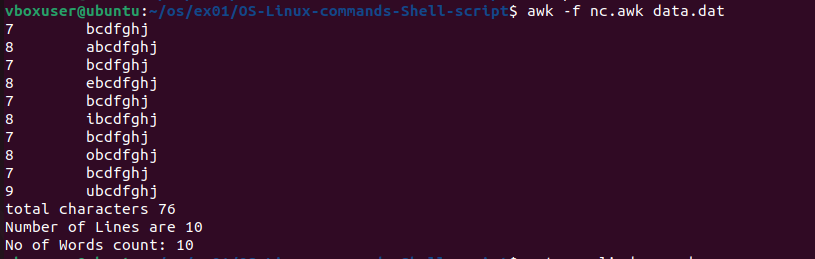 vboxuser@ubuntu:~/os/ex01/OS-Linux-commands-Shell-script$ awk -f nc.awk data.dat
7 bcdfghj
8 abcdfghj
7 bcdfghj
8 ebcdfghj
7 bcdfghj
8 ibcdfghj
7 bcdfghj
8 obcdfghj
7 bcdfghj
9 ubcdfghj
total characters 76
Number of Lines are 10
No of Words count: 10